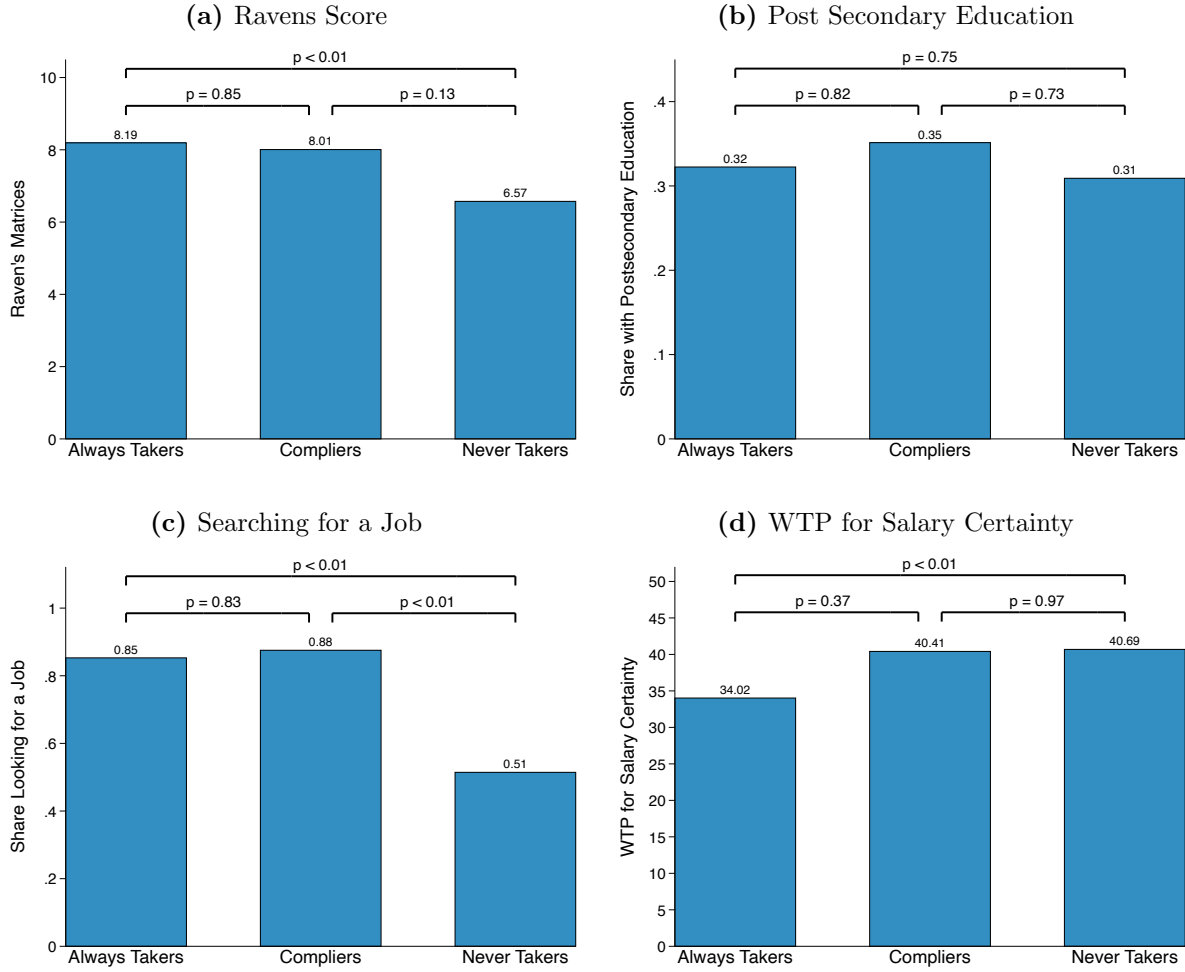 (a) Ravens Score
p < 0.01
p = 0.85
p = 0.13
10
8
6
4
2
0
Raven's Matrices
8.19
8.01
6.57
Always Takers
Compliers
Never Takers
(b) Post Secondary Education
p = 0.75
p = 0.82
p = 0.73
.4
.3
.2
.1
0
Share with Postsecondary Education
0.32
0.35
0.31
Always Takers
Compliers
Never Takers
(c) Searching for a Job
p < 0.01
p = 0.83
p < 0.01
1
.8
.6
.4
.2
0
Share Looking for a Job
0.85
0.88
0.51
Always Takers
Compliers
Never Takers
(d) WTP for Salary Certainty
p < 0.01
p = 0.37
p = 0.97
50
45
40
35
30
25
20
15
10
5
0
WTP for Salary Certainty
34.02
40.41
40.69
Always Takers
Compliers
Never Takers